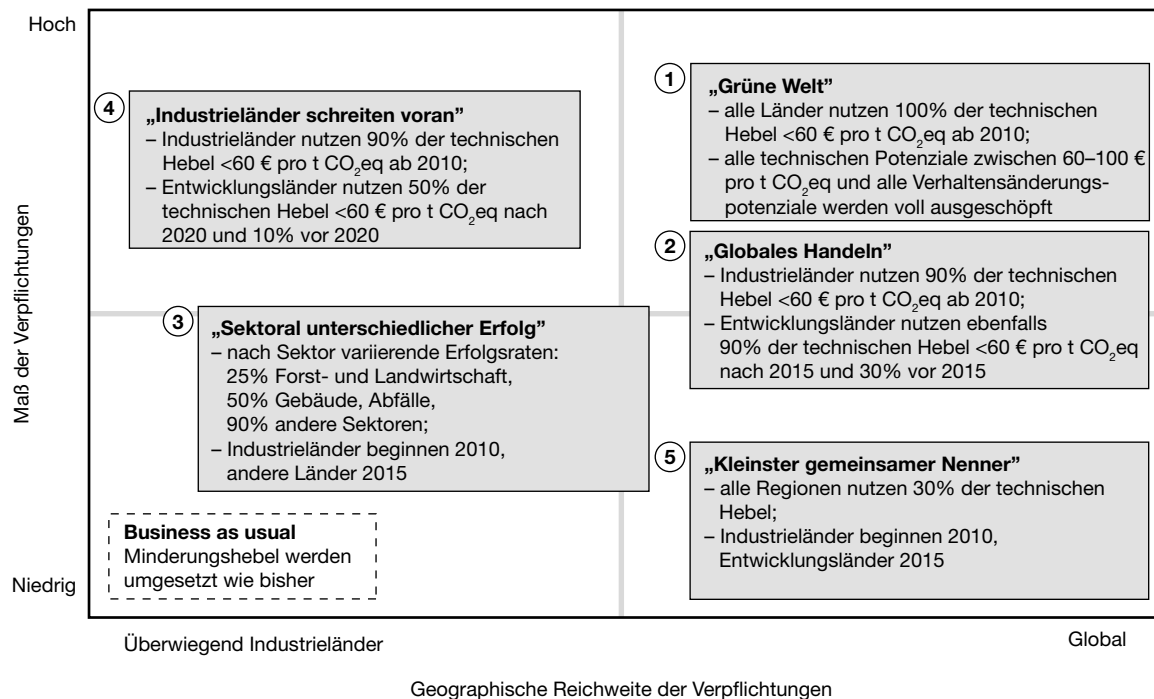 Hoch
Maß der Verpflichtungen
Niedrig
4
„Industrieländer schreiten voran”
– Industrieländer nutzen 90% der technischen
Hebel <60 € pro t CO₂eq ab 2010;
– Entwicklungsländer nutzen 50% der
technischen Hebel <60 € pro t CO₂eq nach
2020 und 10% vor 2020
1
„Grüne Welt”
– alle Länder nutzen 100% der technischen
Hebel <60 € pro t CO₂eq ab 2010;
– alle technischen Potenziale zwischen 60–100 €
pro t CO₂eq und alle Verhaltensänderungs-
potenziale werden voll ausgeschöpft
2
„Globales Handeln”
– Industrieländer nutzen 90% der technischen
Hebel <60 € pro t CO₂eq ab 2010;
– Entwicklungsländer nutzen ebenfalls
90% der technischen Hebel <60 € pro t CO₂eq
nach 2015 und 30% vor 2015
3
„Sektoral unterschiedlicher Erfolg”
– nach Sektor variierende Erfolgsraten:
25% Forst- und Landwirtschaft,
50% Gebäude, Abfälle,
90% andere Sektoren;
– Industrieländer beginnen 2010,
andere Länder 2015
5
„Kleinster gemeinsamer Nenner”
– alle Regionen nutzen 30% der technischen
Hebel;
– Industrieländer beginnen 2010,
Entwicklungsländer 2015
Business as usual
Minderungshebel werden
umgesetzt wie bisher
Überwiegend Industrieländer
Global
Geographische Reichweite der Verpflichtungen